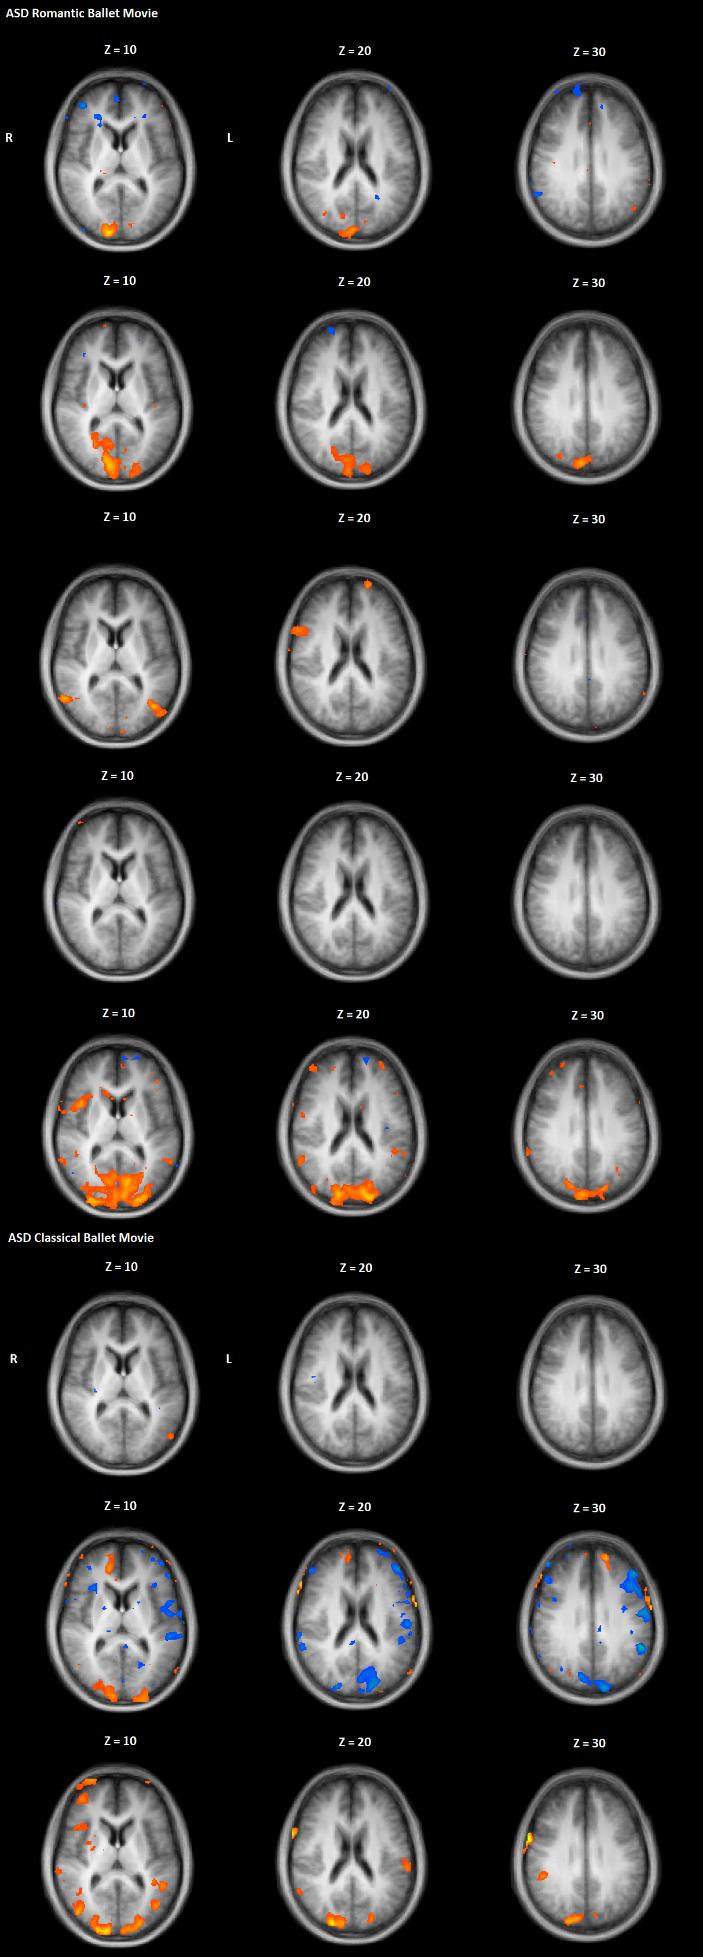 ASD Romantic Ballet Movie
Z = 10 Z = 20 Z = 30
R L
Z = 10 Z = 20 Z = 30
Z = 10 Z = 20 Z = 30
Z = 10 Z = 20 Z = 30
Z = 10 Z = 20 Z = 30
ASD Classical Ballet Movie
Z = 10 Z = 20 Z = 30
R L
Z = 10 Z = 20 Z = 30
Z = 10 Z = 20 Z = 30